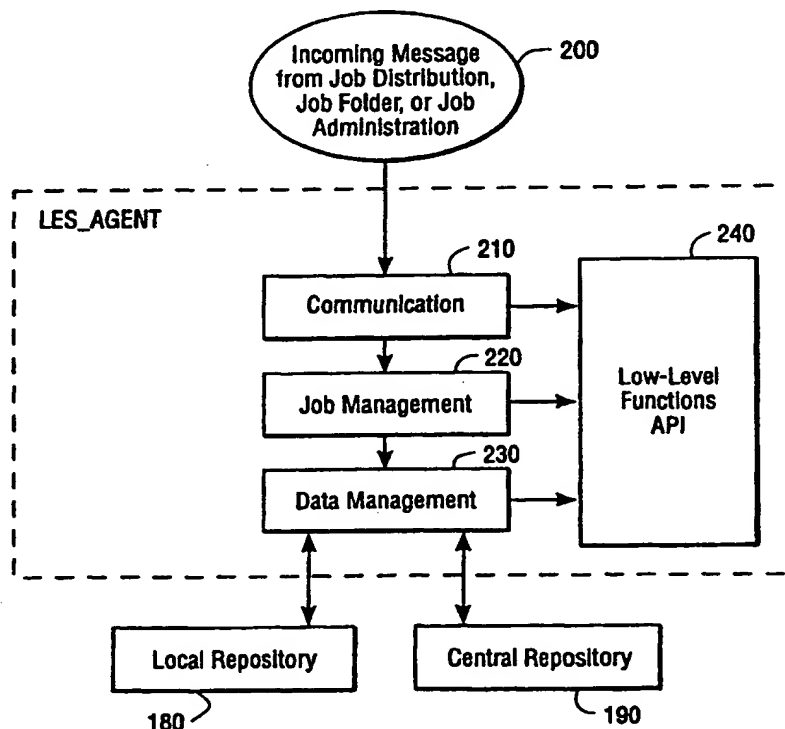 Incoming Message
from Job Distribution,
Job Folder, or Job
Administration
200
LES_AGENT
210
240
Communication
220
Job Management
Low-Level
Functions
API
230
Data Management
Local Repository
Central Repository
180
190